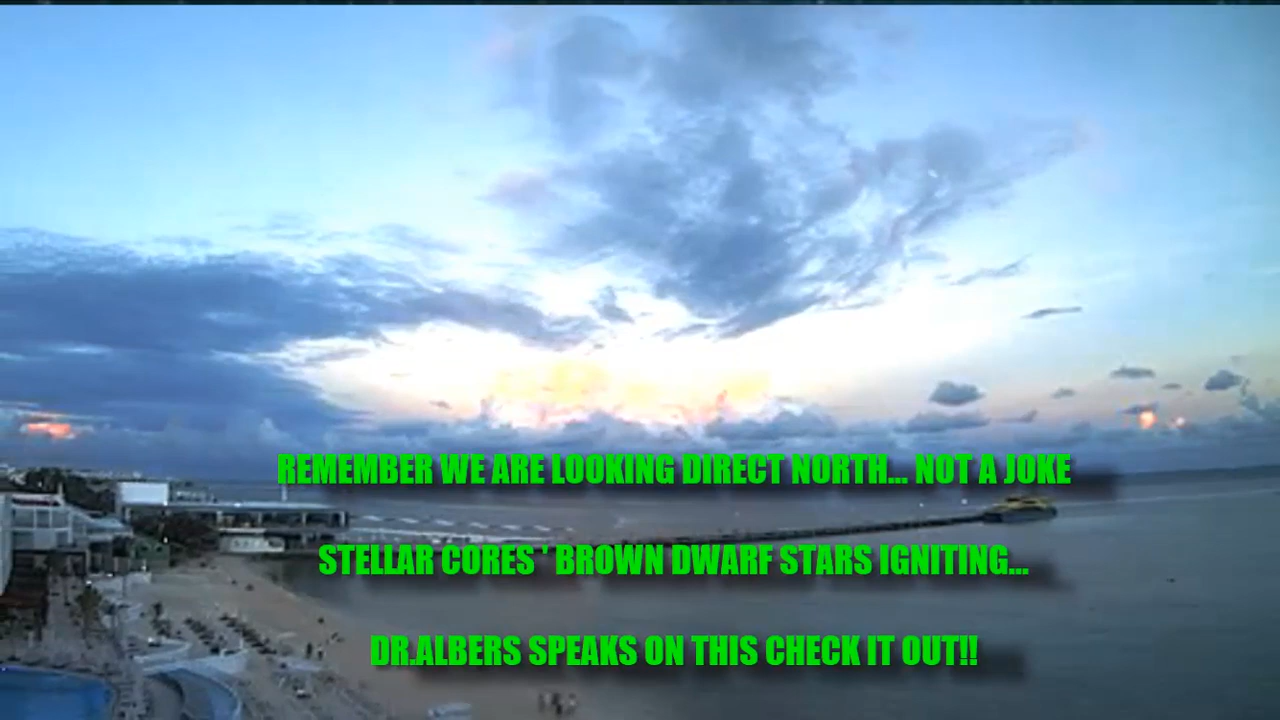 REMEMBER WE ARE LOOKING DIRECT NORTH... NOT A JOKE
STELLAR CORES ' BROWN DWARF STARS IGNITING...
DR.ALBERS SPEAKS ON THIS CHECK IT OUT!!